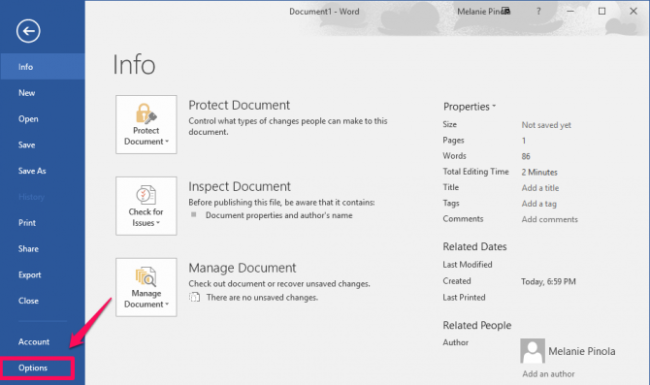 Document1 - Word
Melanie Pinola
?
Info
New
Open
Save
Save As
History
Print
Share
Export
Close
Account
Options
Info
Protect
Document
Protect Document
Control what types of changes people can make to this
document.
Check for
Issues
Inspect Document
Before publishing this file, be aware that it contains:
Document properties and author's name
Manage
Document
Manage Document
Check out document or recover unsaved changes.
There are no unsaved changes.
Properties
Size Not saved yet
Pages 1
Words 86
Total Editing Time 2 Minutes
Title Add a title
Tags Add a tag
Comments Add comments
Related Dates
Last Modified
Created Today, 6:59 PM
Last Printed
Related People
Author Melanie Pinola
Add an author